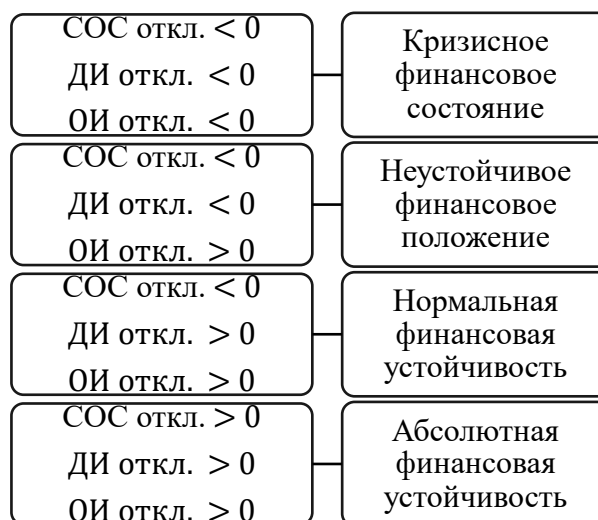 СОС откл. < 0
ДИ откл. < 0
ОИ откл. < 0
Кризисное
финансовое
состояние
СОС откл. < 0
ДИ откл. < 0
ОИ откл. > 0
Неустойчивое
финансовое
положение
СОС откл. < 0
ДИ откл. > 0
ОИ откл. > 0
Нормальная
финансовая
устойчивость
СОС откл. > 0
ДИ откл. > 0
ОИ откл. > 0
Абсолютная
финансовая
устойчивость